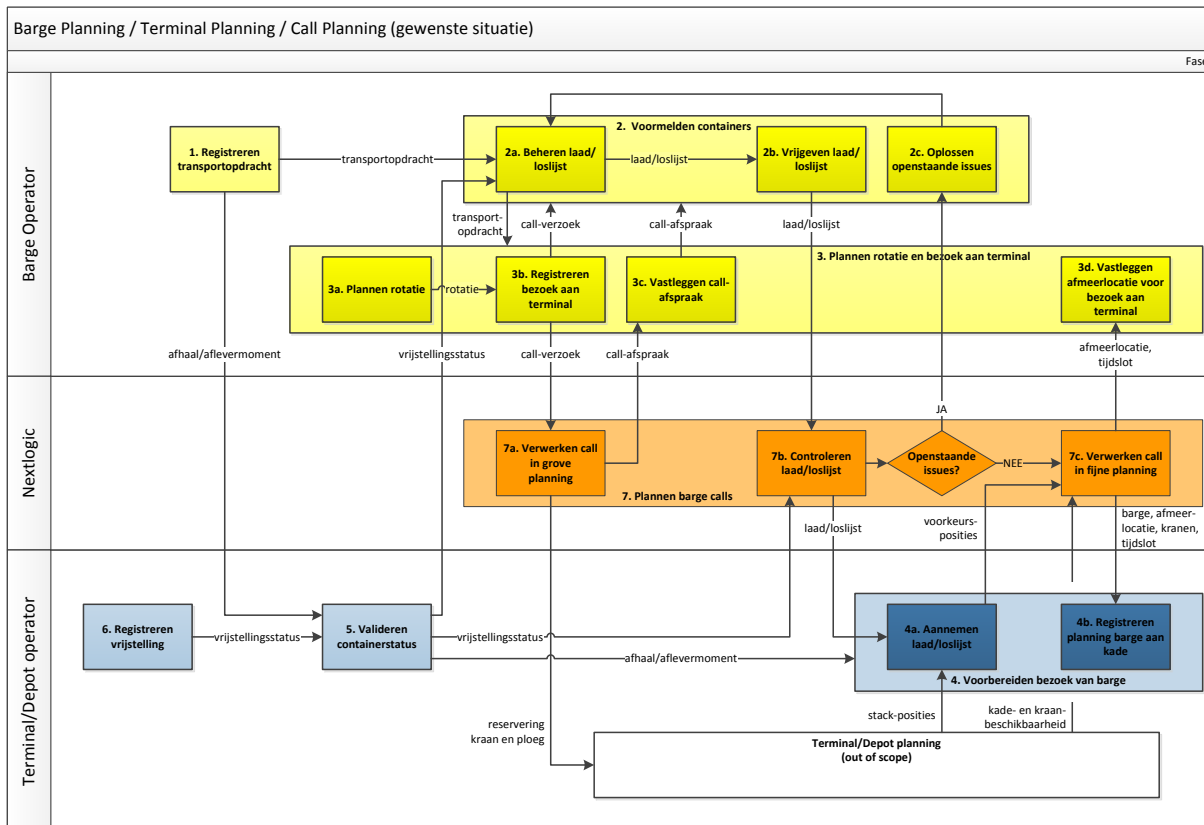 Barge Planning / Terminal Planning / Call Planning (gewenste situatie)
Fase
Barge Operator
2. Voormelden containers
1. Registreren
transportopdracht
transportopdracht
2a. Beheren laad/
loslijst
laad/loslijst
2b. Vrijgeven laad/
loslijst
2c. Oplossen
openstaande issues
transport-
opdracht
call-verzoek
call-afspraak
laad/loslijst
3. Plannen rotatie en bezoek aan terminal
3a. Plannen rotatie
rotatie
3b. Registreren
bezoek aan
terminal
3c. Vastleggen call-
afspraak
3d. Vastleggen
afmeerlocatie voor
bezoek aan
terminal
afhaal/aflevermoment
vrijstellingsstatus
call-verzoek
call-afspraak
afmeerlocatie,
tijdslot
Nextlogic
JA
7a. Verwerken call
in grove
planning
7b. Controleren
laad/loslijst
Openstaande
issues?
NEE
7c. Verwerken call
in fijne planning
7. Plannen barge calls
laad/loslijst
voorkeurs-
posities
barge, afmeer-
locatie, kranen,
tijdslot
Terminal/Depot operator
6. Registreren
vrijstelling
vrijstellingsstatus
5. Valideren
containerstatus
vrijstellingsstatus
afhaal/aflevermoment
4a. Aannemen
laad/loslijst
4b. Registreren
planning barge aan
kade
4. Voorbereiden bezoek van barge
reservering
kraan en ploeg
stack-posities
kade- en kraan-
beschikbaarheid
Terminal/Depot planning
(out of scope)